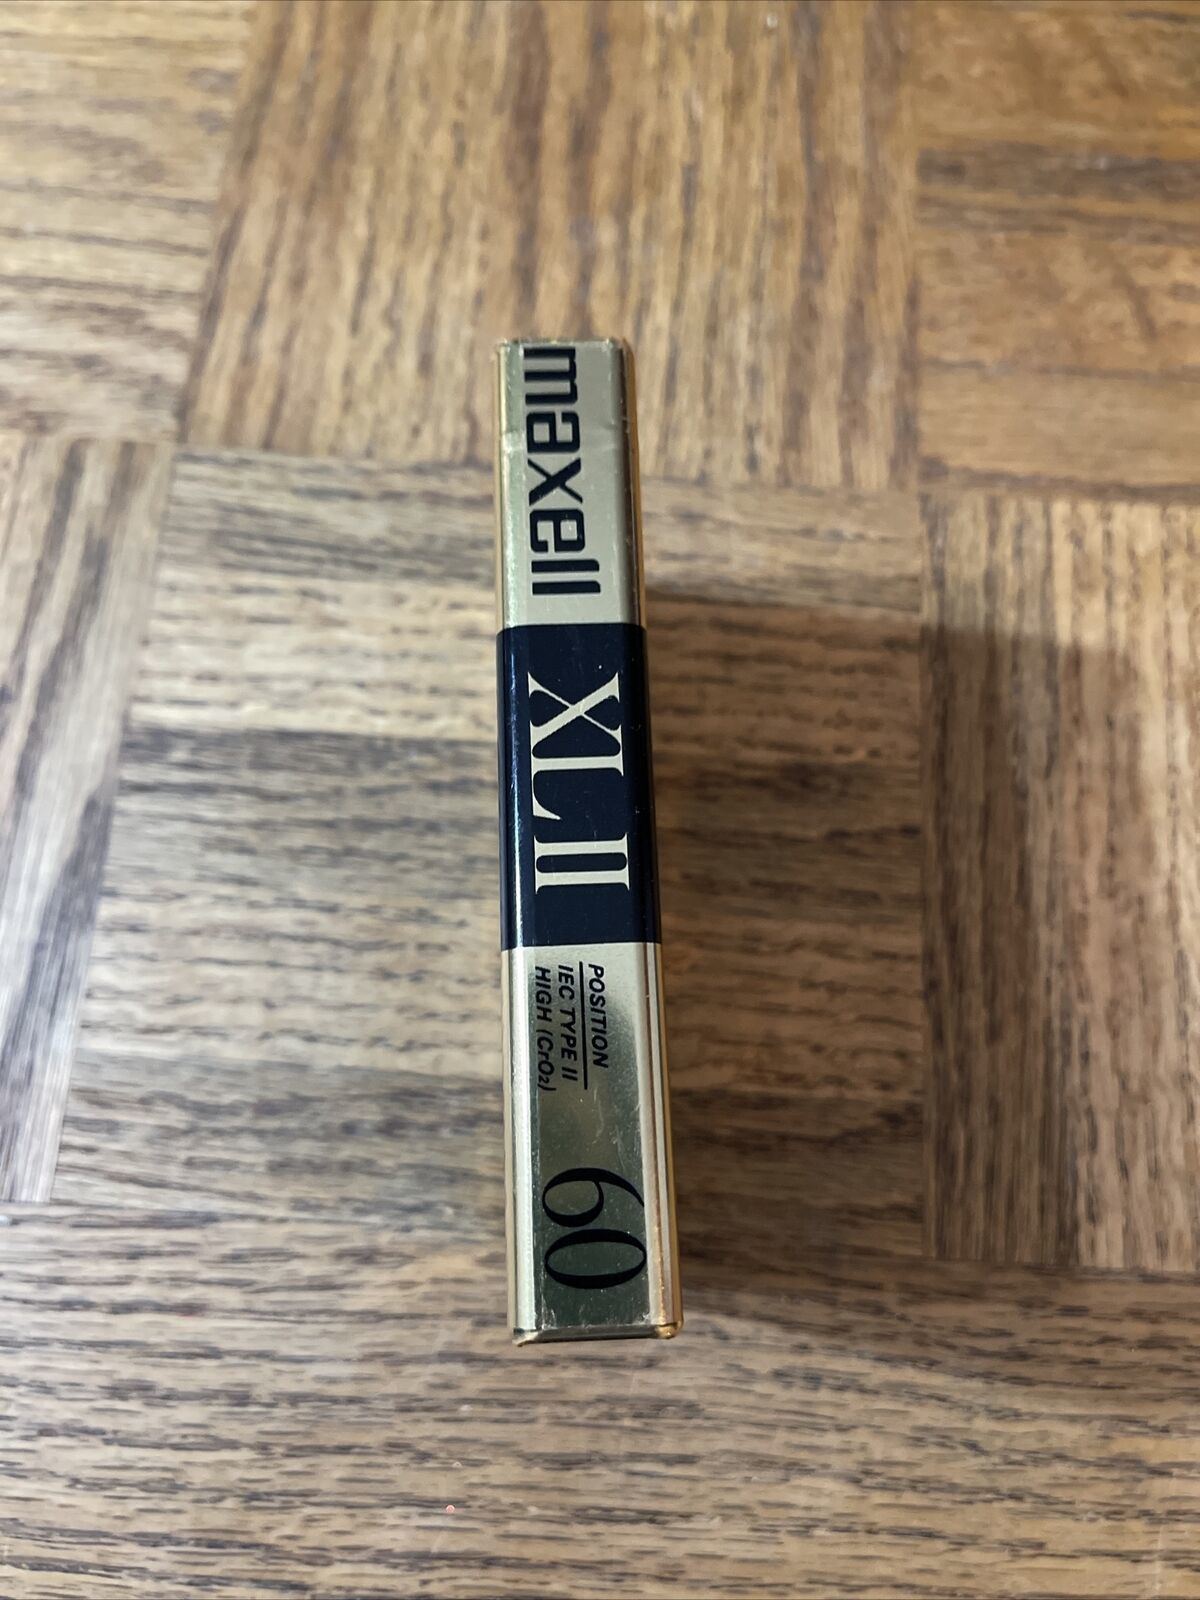 maxell
XLII
POSITION
IEC TYPE II
HIGH (CrO2)
60